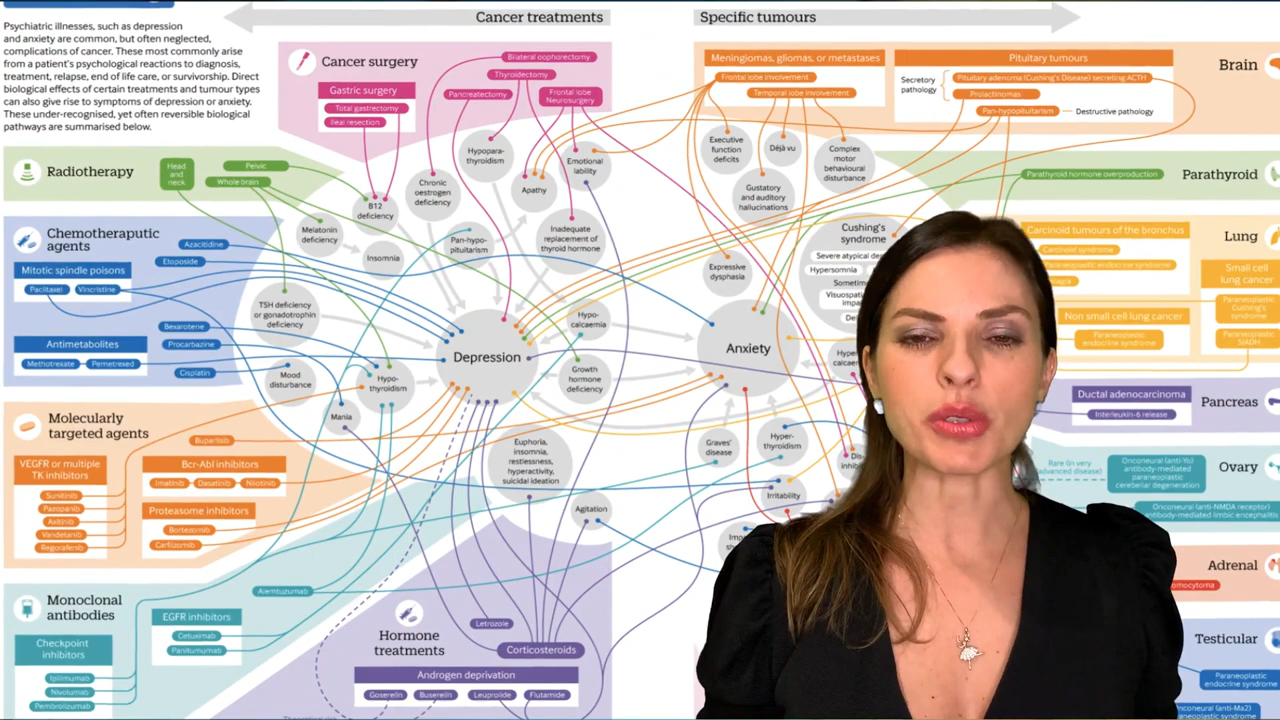 Cancer treatments
Specific tumours
Psychiatric illnesses, such as depression
and anxiety are common, but often neglected,
complications of cancer. These most commonly arise
from a patient's psychological reactions to diagnosis,
treatment, relapse, end of life care, or survivorship. Direct
biological effects of certain treatments and tumour types
can also give rise to symptoms of depression or anxiety.
These under-recognised, yet often reversible biological
pathways are summarised below.
Cancer surgery
Gastric surgery
Total gastrectomy
Ileal resection
Bilateral oophorectomy
Thyroidectomy
Pancreatectomy
Frontal lobe
Neurosurgery
Radiotherapy
Head
and
neck
Pelvic
Whole brain
Chemotherapeutic
agents
Mitotic spindle poisons
Paclitaxel
Vincristine
Azacitidine
Etoposide
Bexarotene
Procarbazine
Antimetabolites
Methotrexate
Pemetrexed
Cisplatin
Molecularly
targeted agents
Buparlisib
VEGFR or multiple
TK inhibitors
Sunitinib
Pazopanib
Axitinib
Vandetanib
Regorafenib
Bcr-Abl inhibitors
Imatinib
Dasatinib
Nilotinib
Proteasome inhibitors
Bortezomib
Carfilzomib
Monoclonal
antibodies
Alemtuzumab
EGFR inhibitors
Cetuximab
Panitumumab
Checkpoint
inhibitors
Ipilimumab
Nivolumab
Pembrolizumab
Hormone
treatments
Letrozole
Corticosteroids
Androgen deprivation
Goserelin
Buserelin
Leuprolide
Flutamide
Hypopara-
thyroidism
Emotional
lability
Chronic
oestrogen
deficiency
Apathy
B12
deficiency
Melatonin
deficiency
Insomnia
Pan-hypo-
pituitarism
Inadequate
replacement of
thyroid hormone
TSH deficiency
or gonadotrophin
deficiency
Hypo-
calcaemia
Depression
Growth
hormone
deficiency
Mood
disturbance
Hypo-
thyroidism
Mania
Euphoria,
insomnia,
restlessness,
hyperactivity,
suicidal ideation
Agitation
Meningiomas, gliomas, or metastases
Frontal lobe involvement
Temporal lobe involvement
Pituitary tumours
Secretory
pathology
Pituitary adenoma (Cushing's Disease) secreting ACTH
Prolactinomas
Pan-hypopituitarism
Destructive pathology
Brain
Executive
function
deficits
Déjà vu
Complex
motor
behavioural
disturbance
Gustatory
and auditory
hallucinations
Parathyroid hormone overproduction
Parathyroid
Cushing's
syndrome
Severe atypical de
Hypersomnia
Sometim
Visuospati
impa
De
Expressive
dysphasia
Anxiety
Hyper
calcae
Graves'
disease
Hyper-
thyroidism
Dis-
inhib
Irritability
Carcinoid tumours of the bronchus
Carcinoid syndrome
Paraneoplastic endocrine syndrome
Lung
Small cell
lung cancer
Paraneoplastic
Cushing's
syndrome
Paraneoplastic
SIADH
Non small cell lung cancer
Paraneoplastic
endocrine syndrome
Ductal adenocarcinoma
Interleukin-6 release
Pancreas
Rare (in very
advanced disease)
Onconeural (anti-Yo)
antibody-mediated
paraneoplastic
cerebellar degeneration
Ovary
Onconeural (anti-NMDA receptor)
antibody-mediated limbic encephalitis
Adrenal
omocytoma
Testicular
Paraneoplastic
endocrine syndrome
nconeural (anti-Ma2)
araneoplastic syndrome